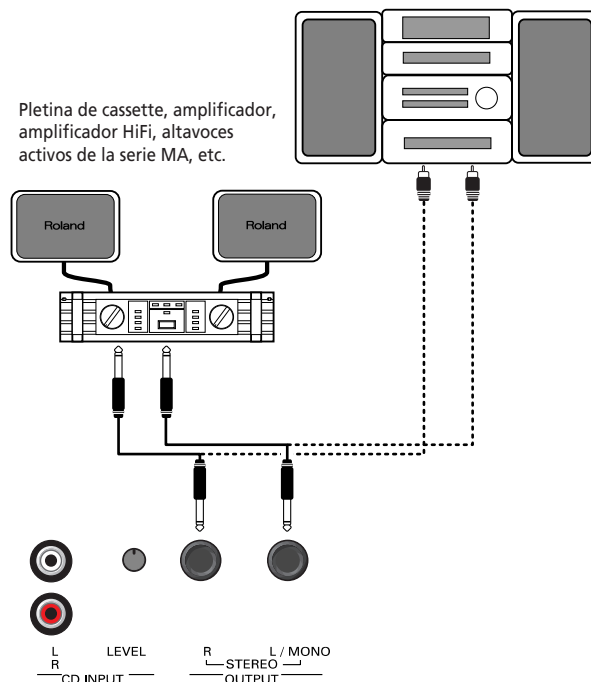 Pletina de cassette, amplificador,
amplificador HiFi, altavoces
activos de la serie MA, etc.
Roland
Roland
L
R
LEVEL
R
L / MONO
STEREO
CD INPUT
OUTPUT